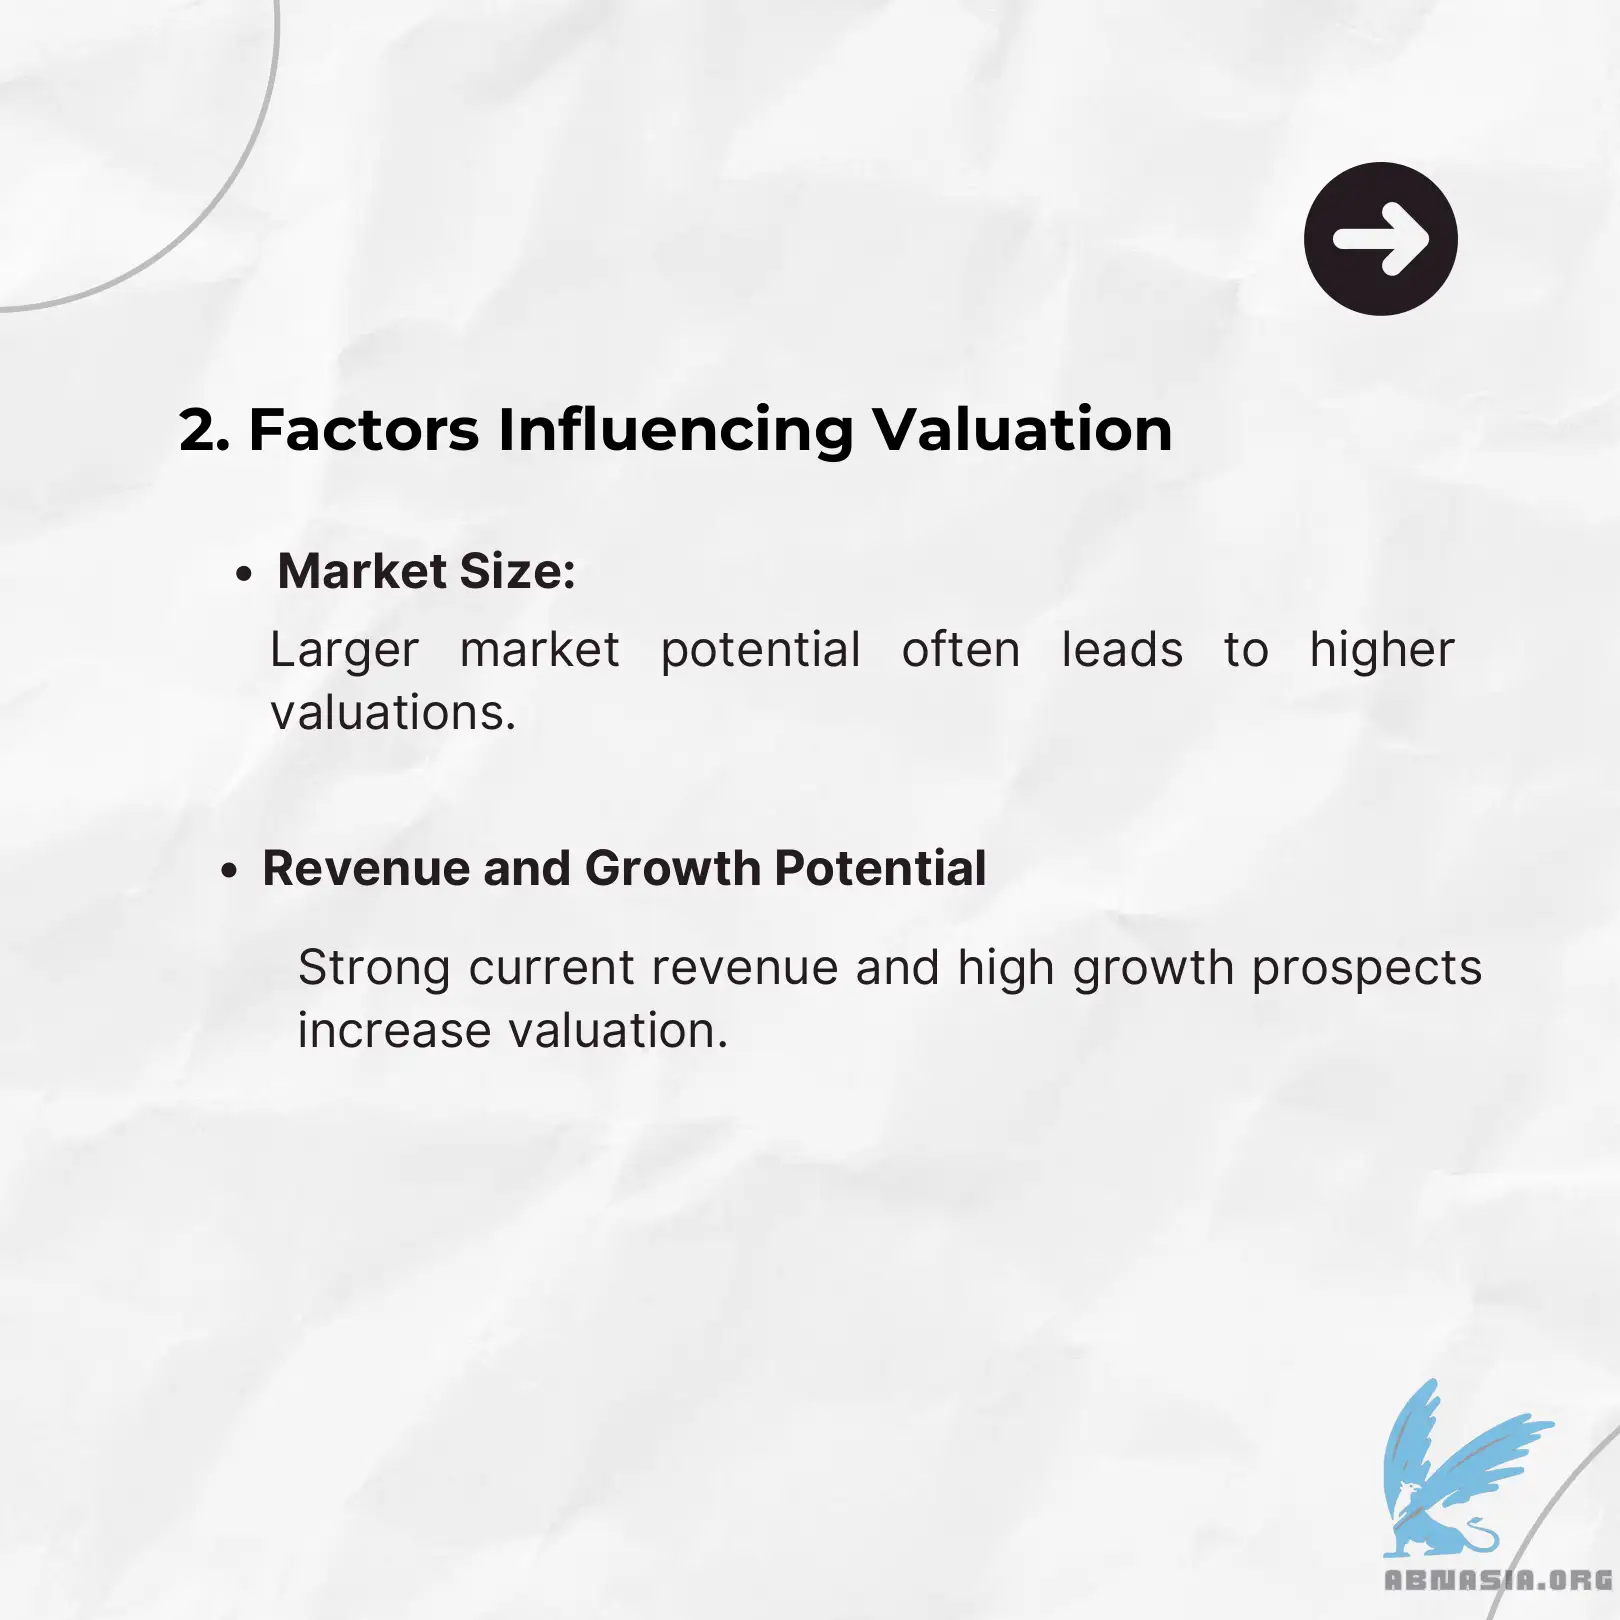 2. Factors Influencing Valuation
• Market Size:
Larger market potential often leads to higher
valuations.
• Revenue and Growth Potential
Strong current revenue and high growth prospects
increase valuation.
ABNASIA.ORG